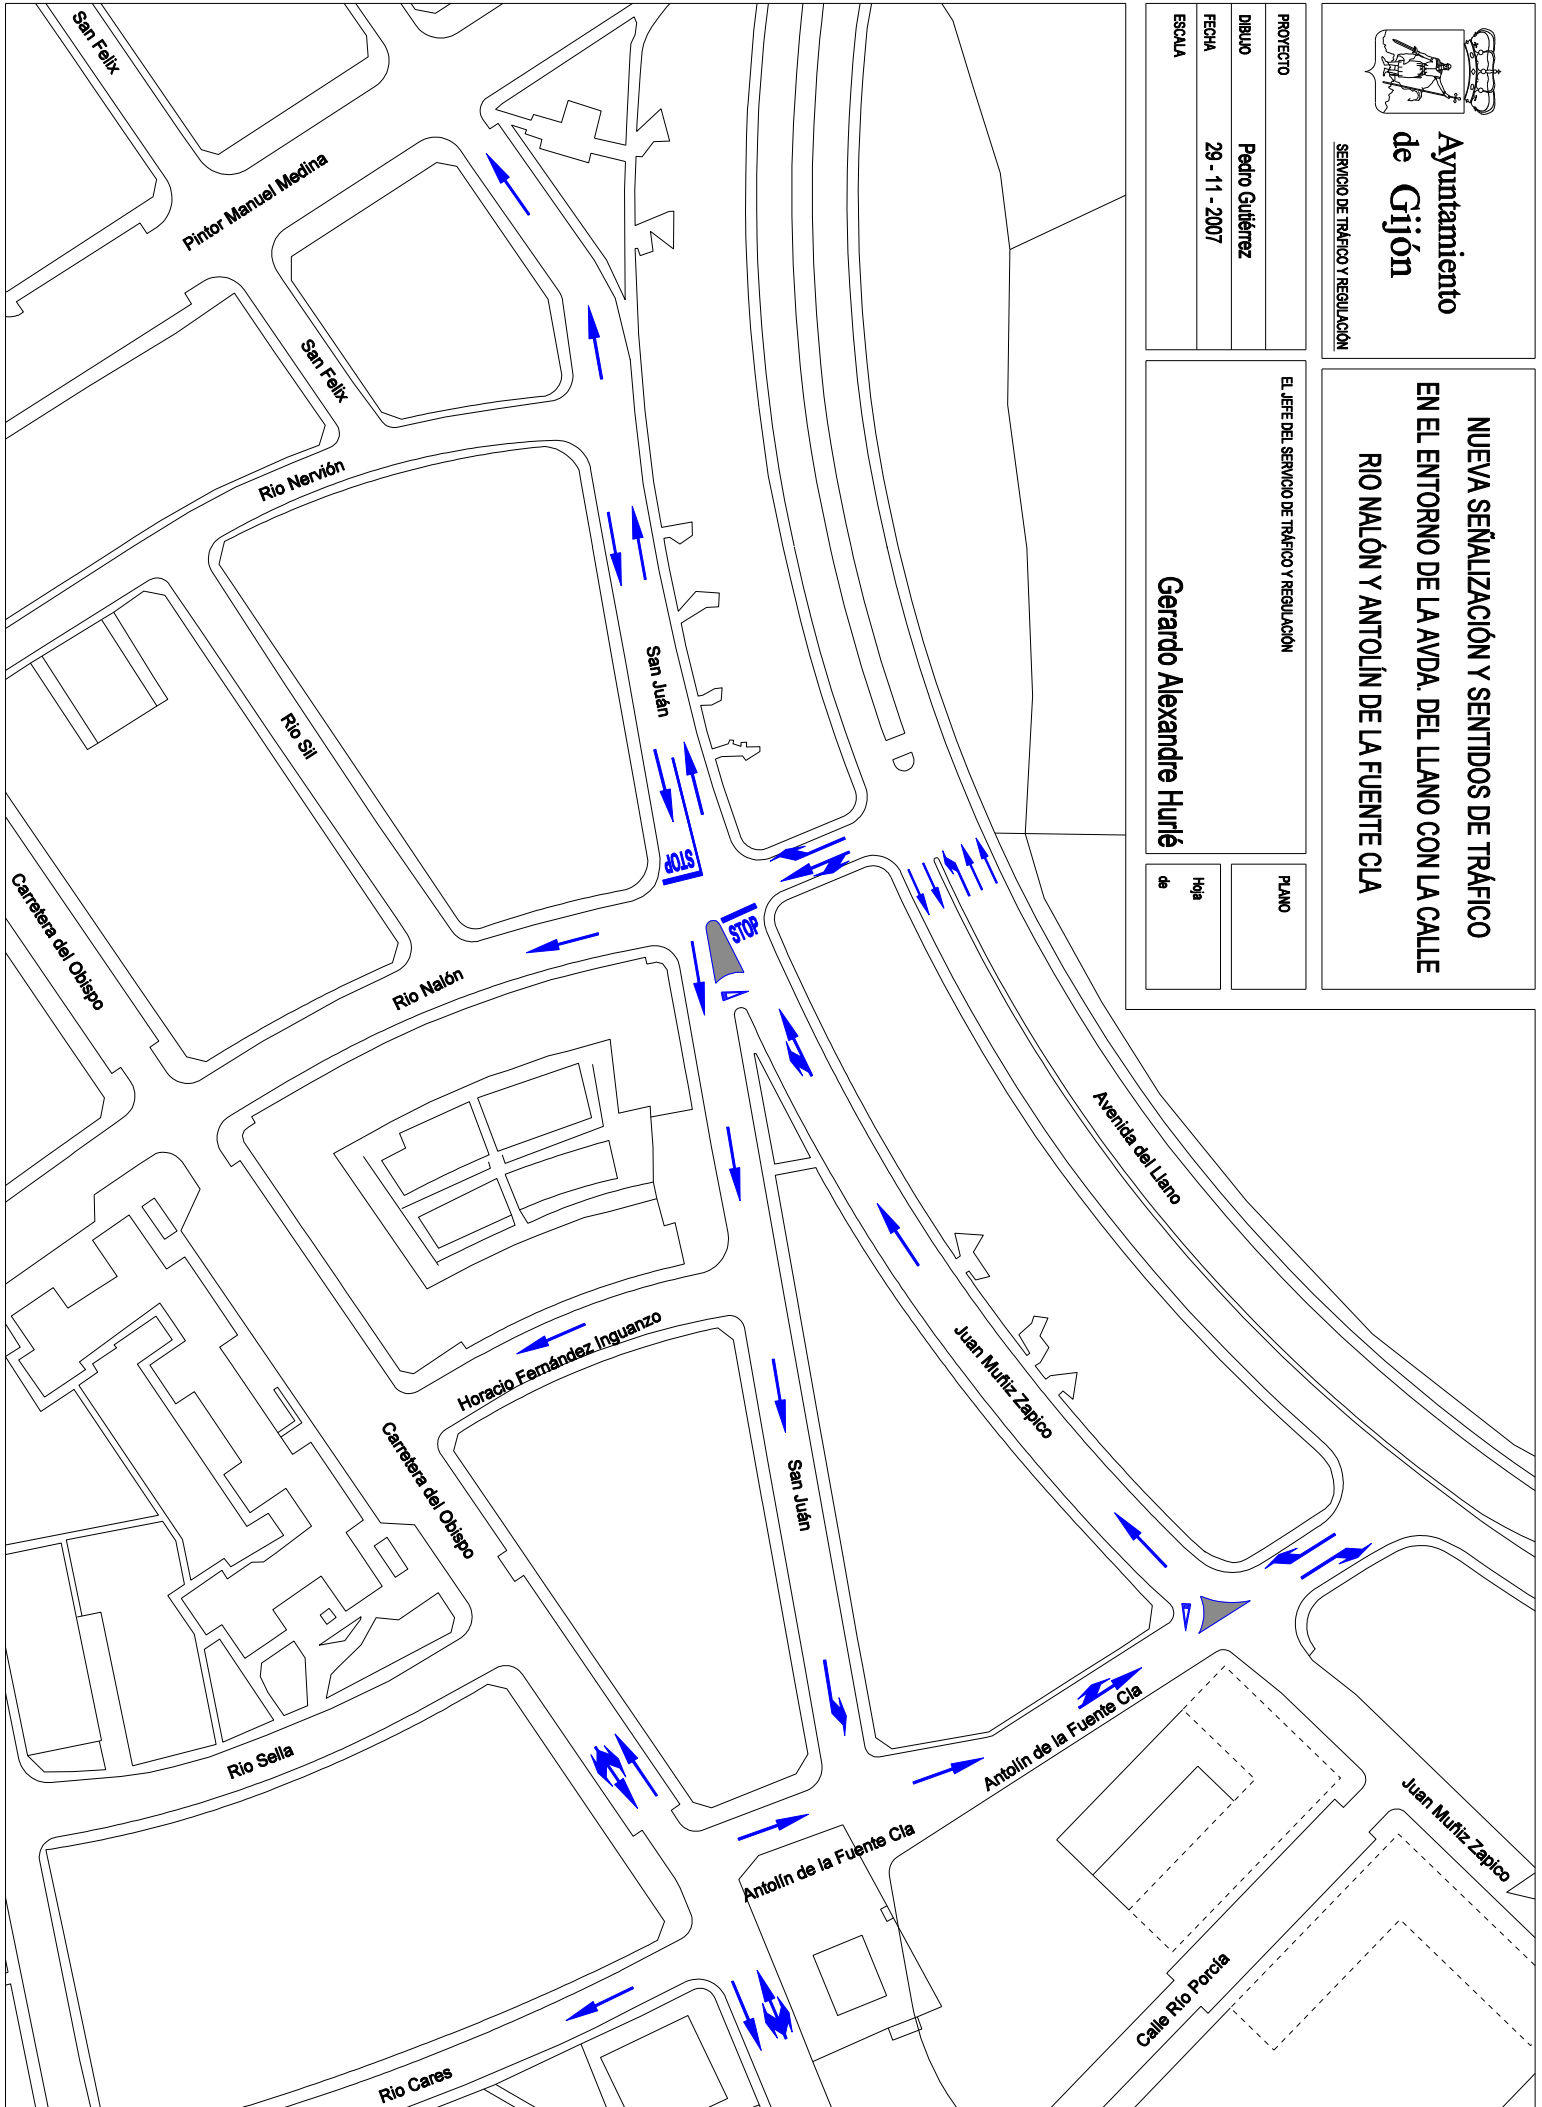 Ayuntamiento
de Gijón
SERVICIO DE TRÁFICO Y REGULACIÓN
NUEVA SEÑALIZACIÓN Y SENTIDOS DE TRÁFICO
EN EL ENTORNO DE LA AVDA. DEL LLANO CON LA CALLE
RIO NALÓN Y ANTOLÍN DE LA FUENTE CLA
PROYECTO
DIBUJO Pedro Gutiérrez
FECHA 29 - 11 - 2007
ESCALA
EL JEFE DEL SERVICIO DE TRÁFICO Y REGULACIÓN
Gerardo Alexandre Hurlé
PLANO
Hoja
de
San Felix
Pintor Manuel Medina
San Felix
Rio Nervión
San Juán
Rio Sil
STOP
STOP
Carretera del Obispo
Rio Nalón
Avenida del Llano
Juan Muñiz Zapico
Horacio Fernández Inguanzo
Carretera del Obispo
San Juán
Antolín de la Fuente Cla
Rio Sella
Juan Muñiz Zapico
Antolín de la Fuente Cla
Calle Río Porcía
Rio Cares